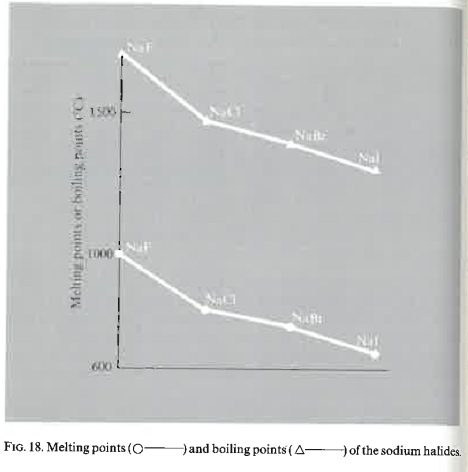 NaF
1500
NaCl
NaBr
NaI
Melting points or boiling points (°C)
1000
NaF
NaCl
NaBr
NaI
600
FIG. 18. Melting points (○——) and boiling points (△——) of the sodium halides.